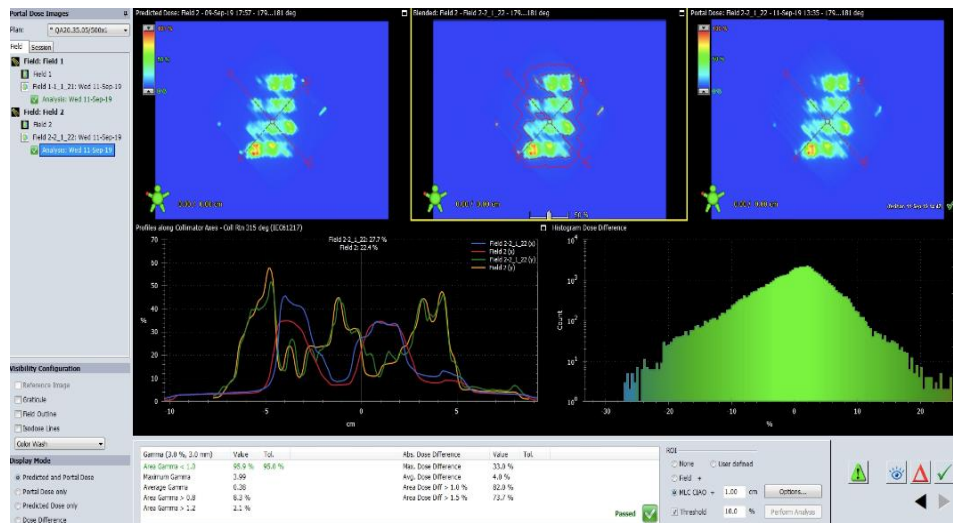 Portal Dose Images
Plan:
Field Session
Field: Field 1
Field 1
Field 1-1_1_21: Wed 11-Sep-19
Analysis: Wed 11-Sep-19
Field: Field 2
Field 2
Field 2-2_1_22: Wed 11-Sep-19
Analysis: Wed 11-Sep-19
Predicted Dose: Field 2 - 09-Sep-19 17:57 - 179...181 deg
Blended: Field 2 - Field 2-2_1_22 - 179...181 deg
Portal Dose: Field 2-2_1_22 - 11-Sep-19 13:35 - 179...181 deg
50 %
Profiles along Collimator Axes - Coll Rtn 315 deg (IEC61217)
Field 2-2_1_22: 27.7 %
Field 2: 22.4 %
Field 2-2_1_22 (x)
Field 2 (x)
Field 2-2_1_22 (y)
Field 2 (y)
70
60
50
40
30
20
10
0
%
-10 -5 0 5
cm
Histogram Dose Difference
Count
10^4
10^3
10^2
10^1
10^0
-30 -20 -10 0 10 20
%
Visibility Configuration
Reference Image
Graticule
Field Outline
Isodose Lines
Color Wash
Display Mode
Predicted and Portal Dose
Portal Dose only
Predicted Dose only
Dose Difference
Gamma (3.0 %, 3.0 mm) Value Tol.
Area Gamma < 1.0 95.9 % 95.0 %
Maximum Gamma 3.99
Average Gamma 0.38
Area Gamma > 0.8 8.3 %
Area Gamma > 1.2 2.1 %
Abs. Dose Difference Value Tol.
Max. Dose Difference 33.0 %
Avg. Dose Difference 4.0 %
Area Dose Diff > 1.0 % 82.0 %
Area Dose Diff > 1.5 % 73.7 %
Passed
ROI
None User defined
Field +
MLC CIAO + 1.00 cm Options...
Threshold 10.0 % Perform Analysis